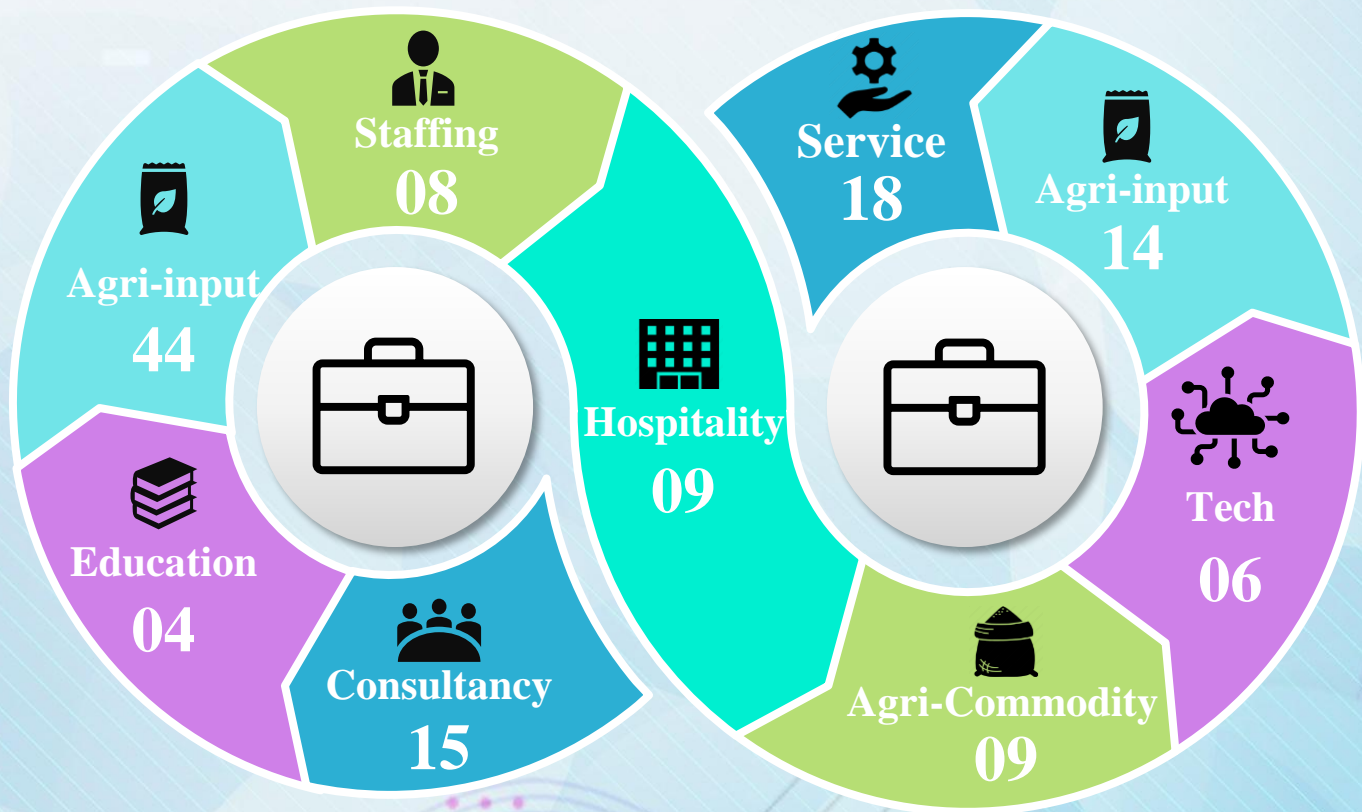 Staffing
08
Agri-input
44
Education
04
Consultancy
15
Hospitality
09
Service
18
Agri-input
14
Tech
06
Agri-Commodity
09